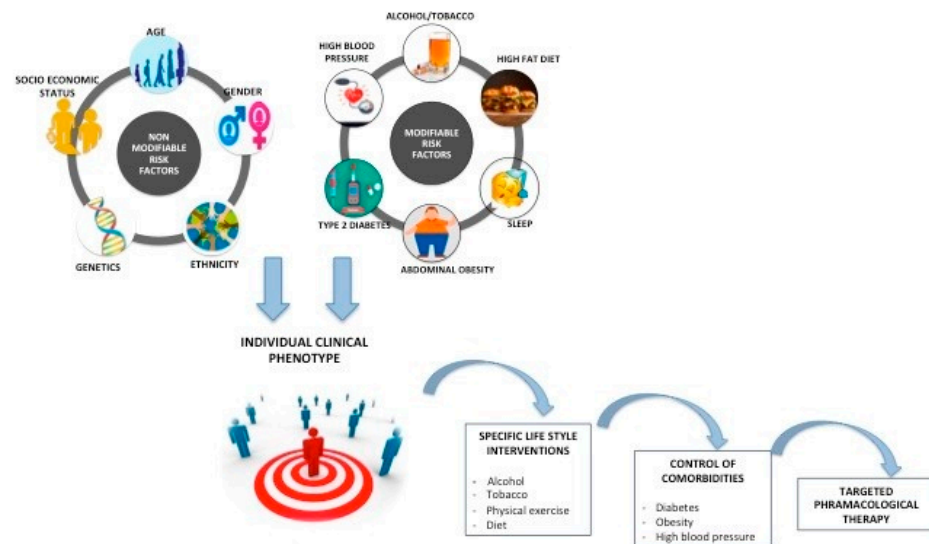 AGE
SOCIO ECONOMIC
STATUS
GENDER
NON
MODIFIABLE
RISK
FACTORS
GENETICS
ETHNICITY
ALCOHOL/TOBACCO
HIGH BLOOD
PRESSURE
HIGH FAT DIET
MODIFIABLE
RISK
FACTORS
TYPE 2 DIABETES
SLEEP
ABDOMINAL OBESITY
INDIVIDUAL CLINICAL
PHENOTYPE
SPECIFIC LIFE STYLE
INTERVENTIONS
- Alcohol
- Tobacco
- Physical exercise
- Diet
CONTROL OF
COMORBIDITIES
- Diabetes
- Obesity
- High blood pressure
TARGETED
PHRAMACOLOGICAL
THERAPY